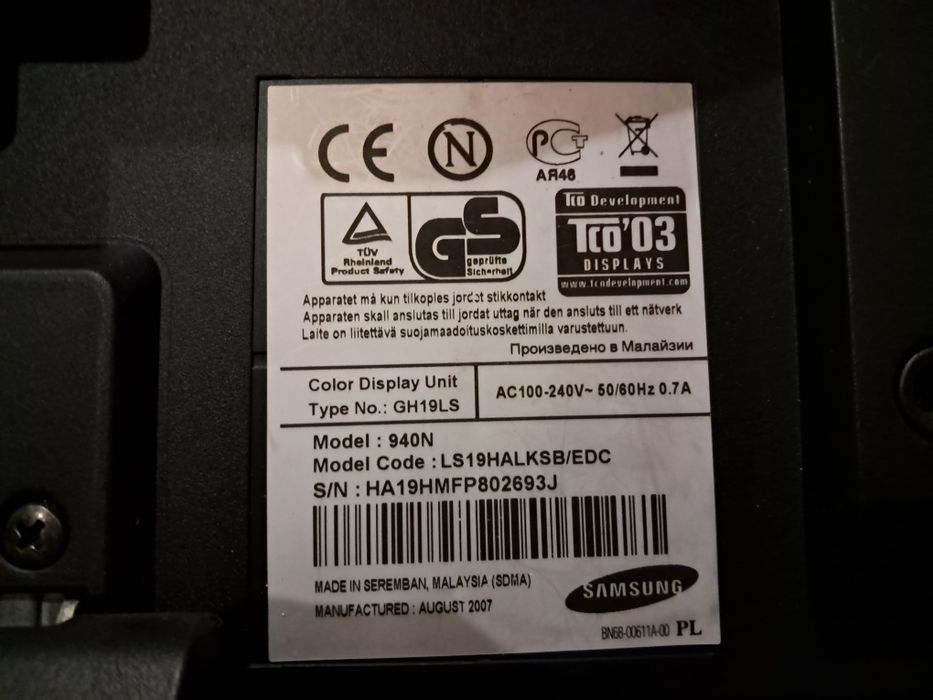 CE N РСТ
АЯ46
TÜV
Rheinland
Product Safety
GS
geprüfte
Sicherheit
TCO Development
TCO'03
DISPLAYS
www.tcodevelopment.com
Apparatet må kun tilkoples jordet stikkontakt
Apparaten skall anslutas till jordat uttag när den ansluts till ett nätverk
Laite on liitettävä suojamaadoituskoskettimilla varustettuun.
Произведено в Малайзии
Color Display Unit
Type No.: GH19LS
AC100-240V~ 50/60Hz 0.7A
Model : 940N
Model Code : LS19HALKSB/EDC
S/N : HA19HMFP802693J
MADE IN SEREMBAN, MALAYSIA (SDMA)
MANUFACTURED : AUGUST 2007
SAMSUNG
BN68-00611A-00 PL